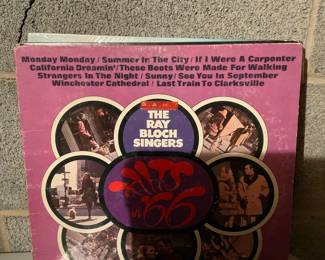 Monday Monday / Summer In The City / If I Were A Carpenter
California Dreamin' / These Boots Were Made For Walking
Strangers In The Night / Sunny / See You In September
Winchester Cathedral / Last Train To Clarksville
THE
RAY
BLOCH
SINGERS
HITS
'66